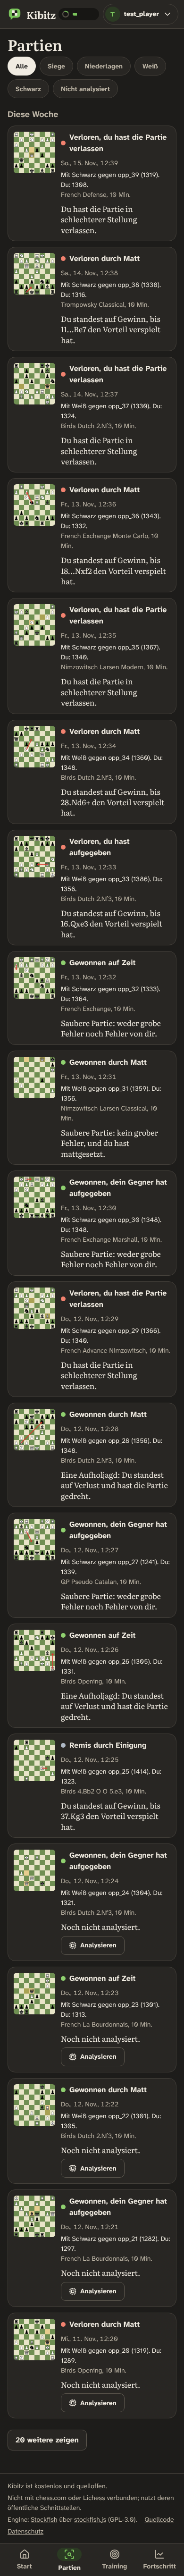 Kibitz
T test_player
Partien
Alle
Siege
Niederlagen
Weiß
Schwarz
Nicht analysiert
Diese Woche
Verloren, du hast die Partie
verlassen
So., 15. Nov., 12:39
Mit Schwarz gegen opp_39 (1319).
Du: 1308.
French Defense, 10 Min.
Du hast die Partie in
schlechterer Stellung
verlassen.
Verloren durch Matt
Sa., 14. Nov., 12:38
Mit Schwarz gegen opp_38 (1338).
Du: 1316.
Trompowsky Classical, 10 Min.
Du standest auf Gewinn, bis
11...Be7 den Vorteil verspielt
hat.
Verloren, du hast die Partie
verlassen
Sa., 14. Nov., 12:37
Mit Weiß gegen opp_37 (1330). Du:
1324.
Birds Dutch 2.Nf3, 10 Min.
Du hast die Partie in
schlechterer Stellung
verlassen.
Verloren durch Matt
Fr., 13. Nov., 12:36
Mit Schwarz gegen opp_36 (1343).
Du: 1332.
French Exchange Monte Carlo, 10
Min.
Du standest auf Gewinn, bis
18...Nxf2 den Vorteil verspielt
hat.
Verloren, du hast die Partie
verlassen
Fr., 13. Nov., 12:35
Mit Schwarz gegen opp_35 (1367).
Du: 1340.
Nimzowitsch Larsen Modern, 10 Min.
Du hast die Partie in
schlechterer Stellung
verlassen.
Verloren durch Matt
Fr., 13. Nov., 12:34
Mit Weiß gegen opp_34 (1360). Du:
1348.
Birds Dutch 2.Nf3, 10 Min.
Du standest auf Gewinn, bis
28.Nd6+ den Vorteil verspielt
hat.
Verloren, du hast
aufgegeben
Fr., 13. Nov., 12:33
Mit Weiß gegen opp_33 (1386). Du:
1356.
Birds Dutch 2.Nf3, 10 Min.
Du standest auf Gewinn, bis
16.Qxe3 den Vorteil verspielt
hat.
Gewonnen auf Zeit
Fr., 13. Nov., 12:32
Mit Schwarz gegen opp_32 (1333).
Du: 1364.
French Exchange, 10 Min.
Saubere Partie: weder grobe
Fehler noch Fehler von dir.
Gewonnen durch Matt
Fr., 13. Nov., 12:31
Mit Weiß gegen opp_31 (1359). Du:
1356.
Nimzowitsch Larsen Classical, 10
Min.
Saubere Partie: kein grober
Fehler, und du hast
mattgesetzt.
Gewonnen, dein Gegner hat
aufgegeben
Fr., 13. Nov., 12:30
Mit Schwarz gegen opp_30 (1348).
Du: 1348.
French Exchange Marshall, 10 Min.
Saubere Partie: weder grobe
Fehler noch Fehler von dir.
Verloren, du hast die Partie
verlassen
Do., 12. Nov., 12:29
Mit Schwarz gegen opp_29 (1366).
Du: 1340.
French Advance Nimzowitsch, 10 Min.
Du hast die Partie in
schlechterer Stellung
verlassen.
Gewonnen durch Matt
Do., 12. Nov., 12:28
Mit Weiß gegen opp_28 (1356). Du:
1348.
Birds Dutch 2.Nf3, 10 Min.
Eine Aufholjagd: Du standest
auf Verlust und hast die Partie
gedreht.
Gewonnen, dein Gegner hat
aufgegeben
Do., 12. Nov., 12:27
Mit Schwarz gegen opp_27 (1241). Du:
1339.
QP Pseudo Catalan, 10 Min.
Saubere Partie: weder grobe
Fehler noch Fehler von dir.
Gewonnen auf Zeit
Do., 12. Nov., 12:26
Mit Weiß gegen opp_26 (1305). Du:
1331.
Birds Opening, 10 Min.
Eine Aufholjagd: Du standest
auf Verlust und hast die Partie
gedreht.
Remis durch Einigung
Do., 12. Nov., 12:25
Mit Weiß gegen opp_25 (1414). Du:
1323.
Birds 4.Bb2 O O 5.e3, 10 Min.
Du standest auf Gewinn, bis
37.Kg3 den Vorteil verspielt
hat.
Gewonnen, dein Gegner hat
aufgegeben
Do., 12. Nov., 12:24
Mit Weiß gegen opp_24 (1304). Du:
1321.
Birds Dutch 2.Nf3, 10 Min.
Noch nicht analysiert.
Analysieren
Gewonnen auf Zeit
Do., 12. Nov., 12:23
Mit Schwarz gegen opp_23 (1301).
Du: 1313.
French La Bourdonnais, 10 Min.
Noch nicht analysiert.
Analysieren
Gewonnen durch Matt
Do., 12. Nov., 12:22
Mit Weiß gegen opp_22 (1301). Du:
1305.
Birds Dutch 2.Nf3, 10 Min.
Noch nicht analysiert.
Analysieren
Gewonnen, dein Gegner hat
aufgegeben
Do., 12. Nov., 12:21
Mit Schwarz gegen opp_21 (1282). Du:
1297.
French La Bourdonnais, 10 Min.
Noch nicht analysiert.
Analysieren
Verloren durch Matt
Mi., 11. Nov., 12:20
Mit Weiß gegen opp_20 (1319). Du:
1289.
Birds Opening, 10 Min.
Noch nicht analysiert.
Analysieren
20 weitere zeigen
Kibitz ist kostenlos und quelloffen.
Nicht mit chess.com oder Lichess verbunden; nutzt deren
öffentliche Schnittstellen.
Engine: Stockfish über stockfish.js (GPL-3.0). Quellcode
Datenschutz
Start
Partien
Training
Fortschritt